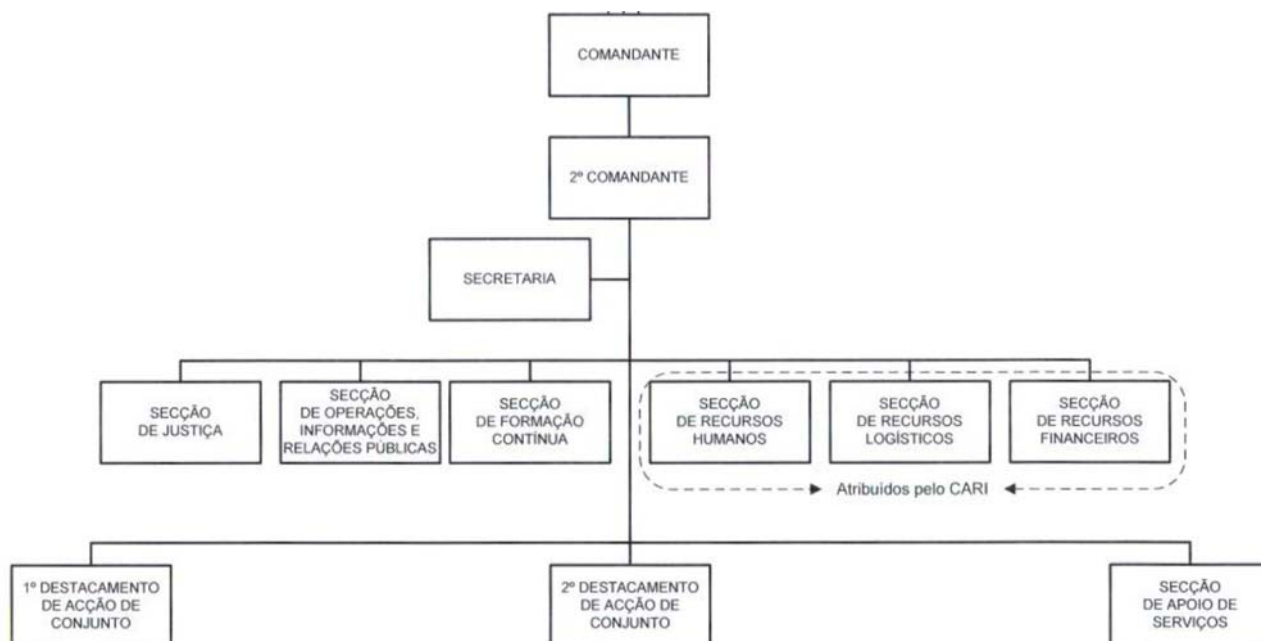 COMANDANTE
2º COMANDANTE
SECRETARIA
SECÇÃO
DE JUSTIÇA
SECÇÃO
DE OPERAÇÕES,
INFORMAÇÕES E
RELAÇÕES PÚBLICAS
SECÇÃO
DE FORMAÇÃO
CONTÍNUA
SECÇÃO
DE RECURSOS
HUMANOS
SECÇÃO
DE RECURSOS
LOGÍSTICOS
SECÇÃO
DE RECURSOS
FINANCEIROS
Atribuidos pelo CARI
1º DESTACAMENTO
DE ACÇÃO DE
CONJUNTO
2º DESTACAMENTO
DE ACÇÃO DE
CONJUNTO
SECÇÃO
DE APOIO DE
SERVIÇOS